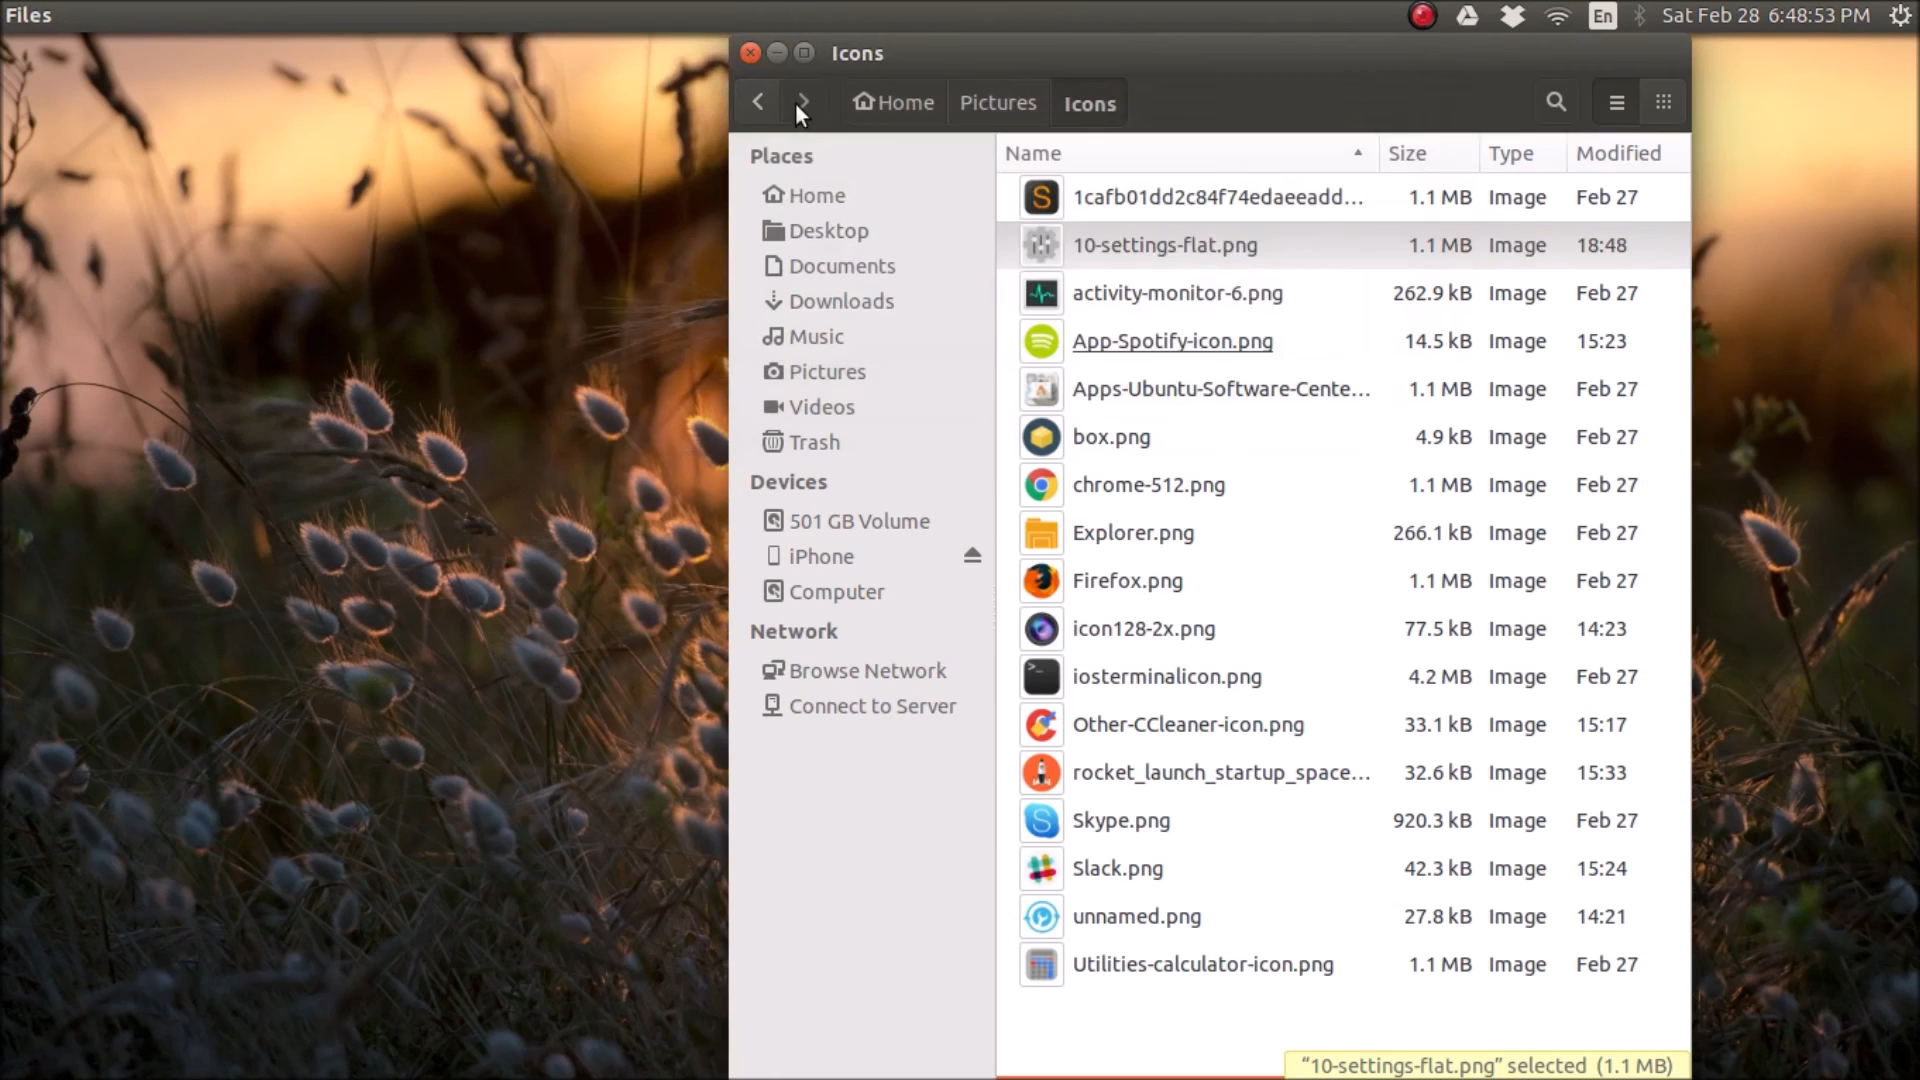 Files
En
Sat Feb 28 6:48:53 PM
Icons
Home
Pictures
Icons
Places
Home
Desktop
Documents
Downloads
Music
Pictures
Videos
Trash
Devices
501 GB Volume
iPhone
Computer
Network
Browse Network
Connect to Server
Name Size Type Modified
1cafb01dd2c84f74edaeeadd... 1.1 MB Image Feb 27
10-settings-flat.png 1.1 MB Image 18:48
activity-monitor-6.png 262.9 kB Image Feb 27
App-Spotify-icon.png 14.5 kB Image 15:23
Apps-Ubuntu-Software-Cente... 1.1 MB Image Feb 27
box.png 4.9 kB Image Feb 27
chrome-512.png 1.1 MB Image Feb 27
Explorer.png 266.1 kB Image Feb 27
Firefox.png 1.1 MB Image Feb 27
icon128-2x.png 77.5 kB Image 14:23
iosterminalicon.png 4.2 MB Image Feb 27
Other-CCleaner-icon.png 33.1 kB Image 15:17
rocket_launch_startup_space... 32.6 kB Image 15:33
Skype.png 920.3 kB Image Feb 27
Slack.png 42.3 kB Image 15:24
unnamed.png 27.8 kB Image 14:21
Utilities-calculator-icon.png 1.1 MB Image Feb 27
“10-settings-flat.png” selected (1.1 MB)